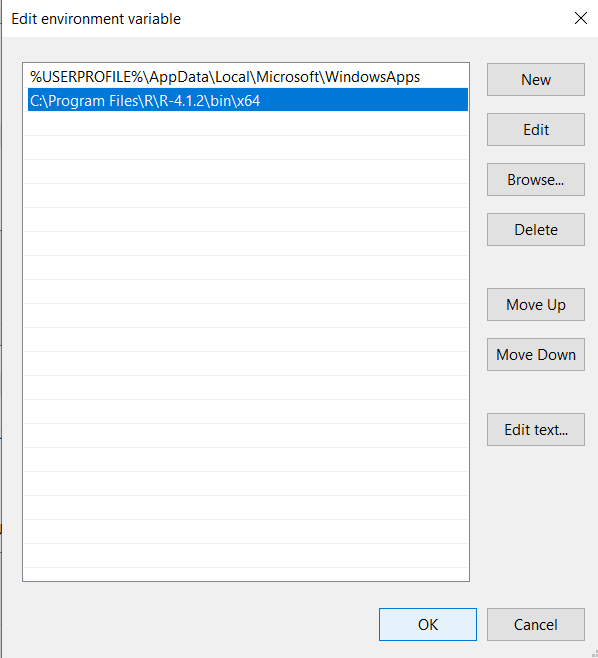 Edit environment variable
%USERPROFILE%\AppData\Local\Microsoft\WindowsApps
C:\Program Files\R\R-4.1.2\bin\x64
New
Edit
Browse...
Delete
Move Up
Move Down
Edit text...
OK
Cancel